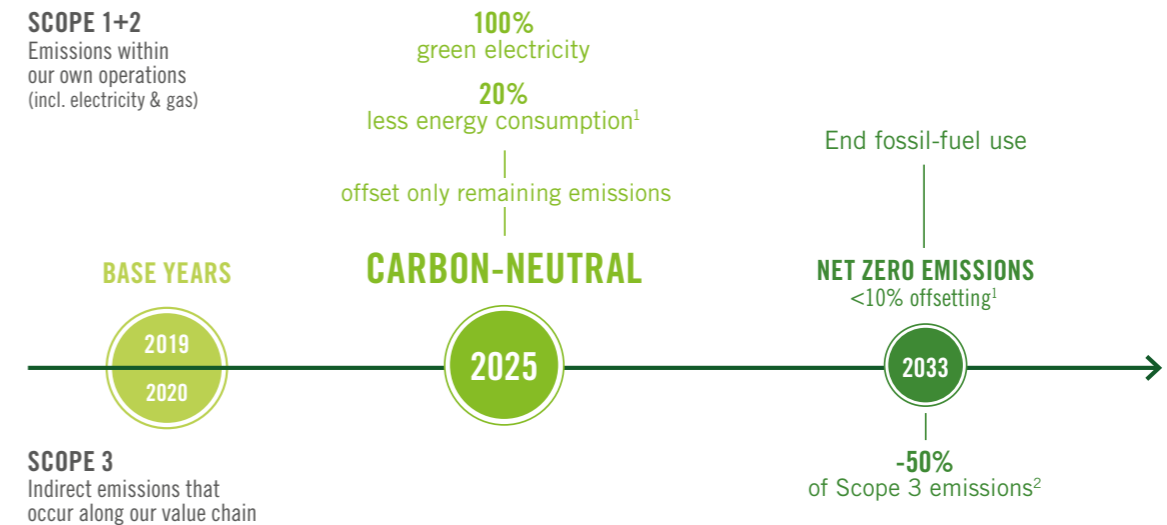 SCOPE 1+2
Emissions within
our own operations
(incl. electricity & gas)
100%
green electricity
20%
less energy consumption¹
offset only remaining emissions
CARBON-NEUTRAL
End fossil-fuel use
BASE YEARS
NET ZERO EMISSIONS
<10% offsetting¹
2019
2020
2025
2033
SCOPE 3
Indirect emissions that
occur along our value chain
-50%
of Scope 3 emissions²